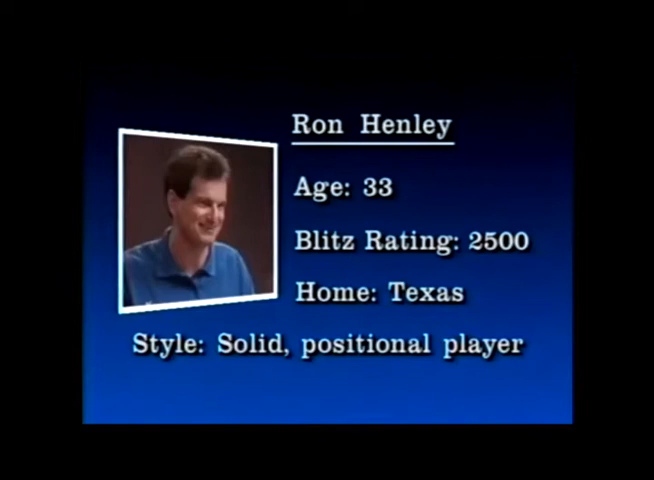 Ron Henley
Age: 33
Blitz Rating: 2500
Home: Texas
Style: Solid, positional player